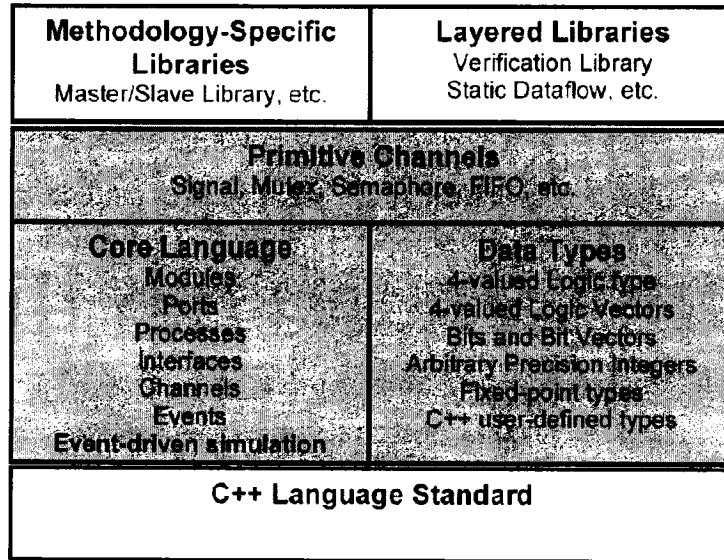 Methodology-Specific
Libraries
Master/Slave Library, etc.
Layered Libraries
Verification Library
Static Dataflow, etc.
Primitive Channels
Signal, Mutex, Semaphore, FIFO, etc.
Core Language
Modules
Ports
Processes
Interfaces
Channels
Events
Event-driven simulation
Data Types
4-valued Logic type
4-valued Logic Vectors
Bits and Bit Vectors
Arbitrary Precision Integers
Fixed-point types
C++ user-defined types
C++ Language Standard